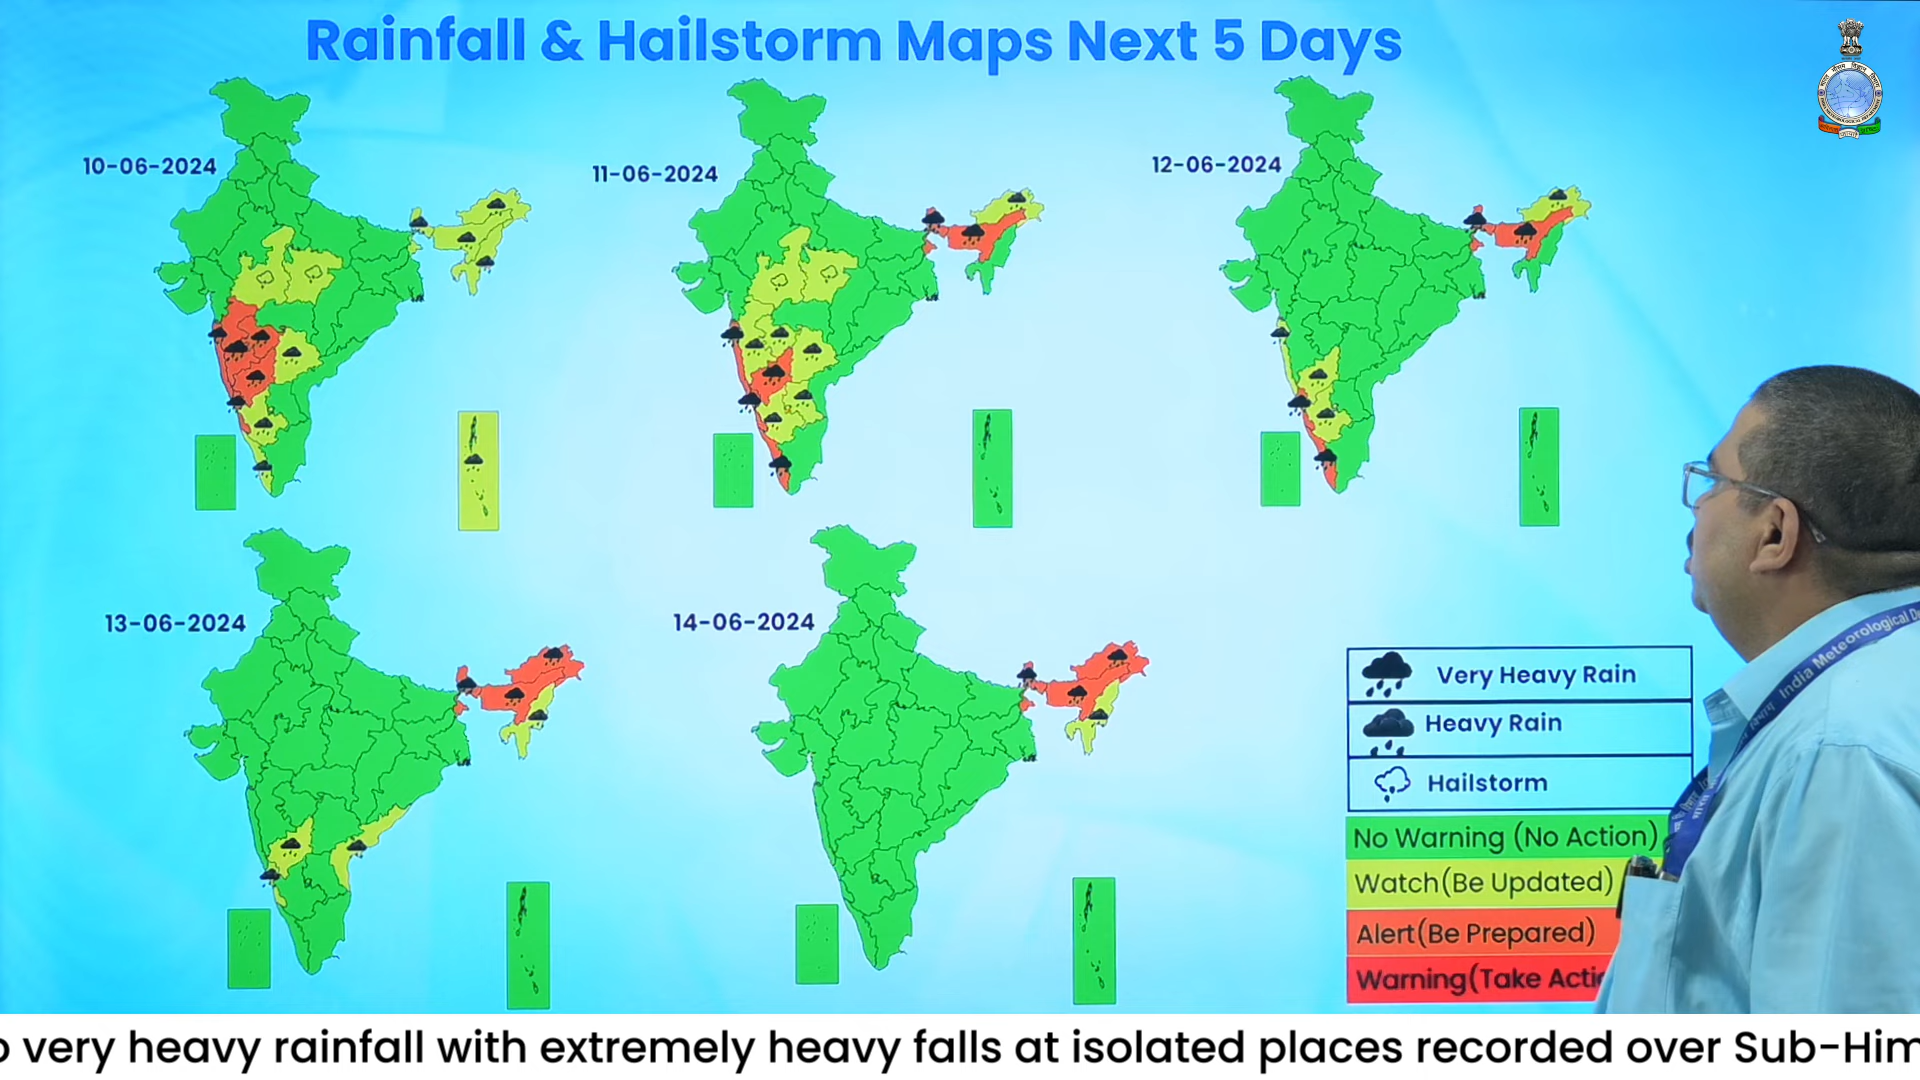 Rainfall & Hailstorm Maps Next 5 Days
10-06-2024
11-06-2024
12-06-2024
13-06-2024
14-06-2024
Very Heavy Rain
Heavy Rain
Hailstorm
No Warning (No Action)
Watch(Be Updated)
Alert(Be Prepared)
Warning(Take Acti
India Meteorological D
very heavy rainfall with extremely heavy falls at isolated places recorded over Sub-Him